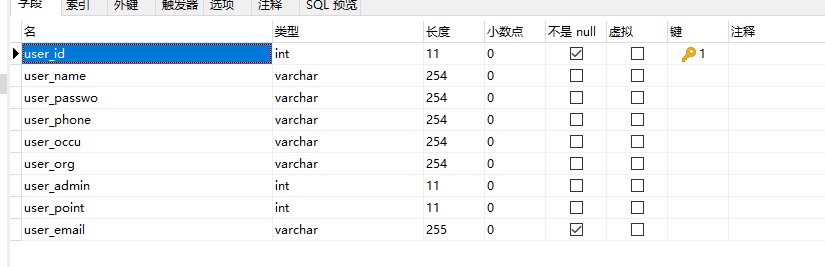 字段 索引 外键 触发器 选项 注释 SQL 预览
名 类型 长度 小数点 不是 null 虚拟 键 注释
user_id int 11 0 1
user_name varchar 254 0
user_passwo varchar 254 0
user_phone varchar 254 0
user_occu varchar 254 0
user_org varchar 254 0
user_admin int 11 0
user_point int 11 0
user_email varchar 255 0